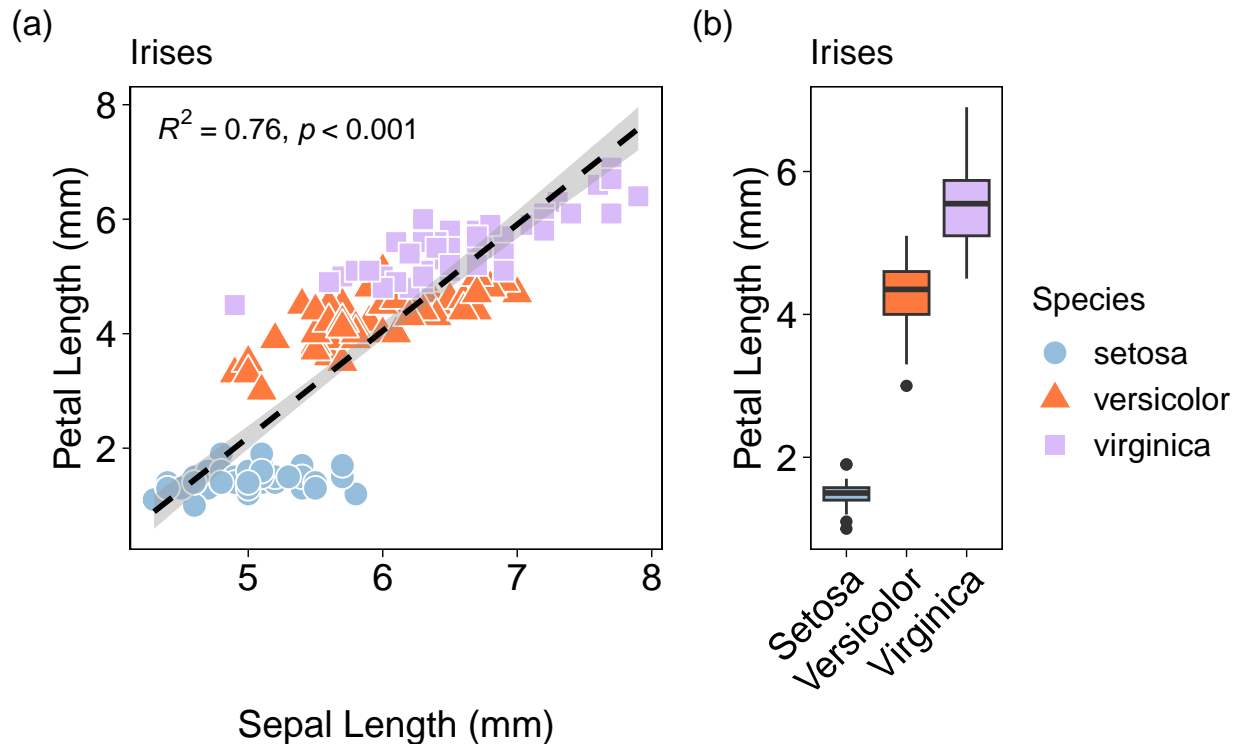 (a)
Irises
R² = 0.76, p < 0.001
Petal Length (mm)
8
6
4
2
5 6 7 8
Sepal Length (mm)
(b)
Irises
Petal Length (mm)
6
4
2
Setosa
Versicolor
Virginica
Species
setosa
versicolor
virginica